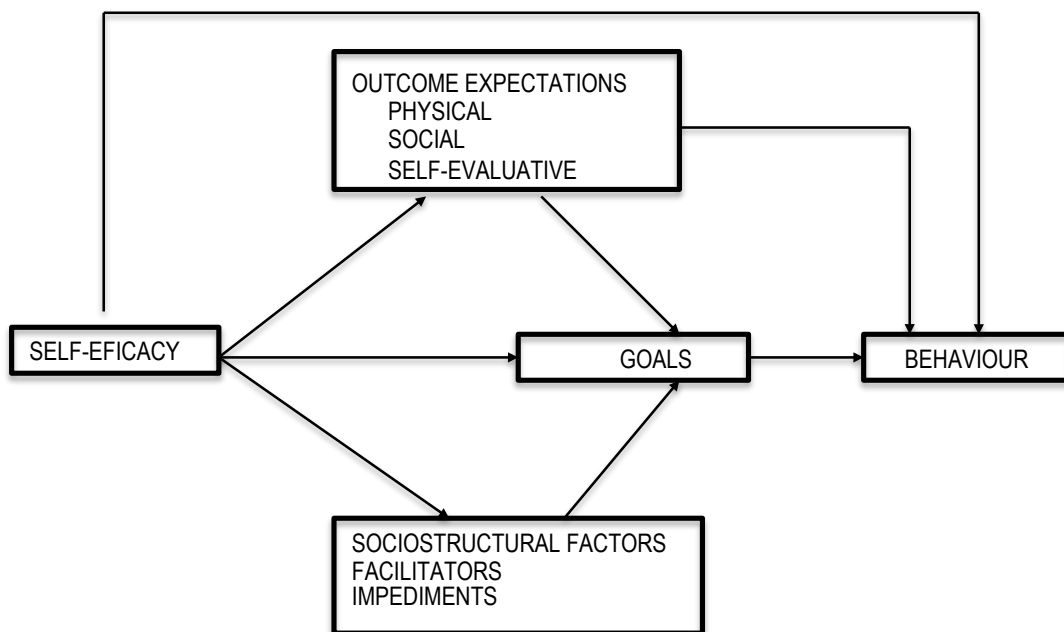 OUTCOME EXPECTATIONS
PHYSICAL
SOCIAL
SELF-EVALUATIVE
SELF-EFICACY
GOALS
BEHAVIOUR
SOCIOSTRUCTURAL FACTORS
FACILITATORS
IMPEDIMENTS